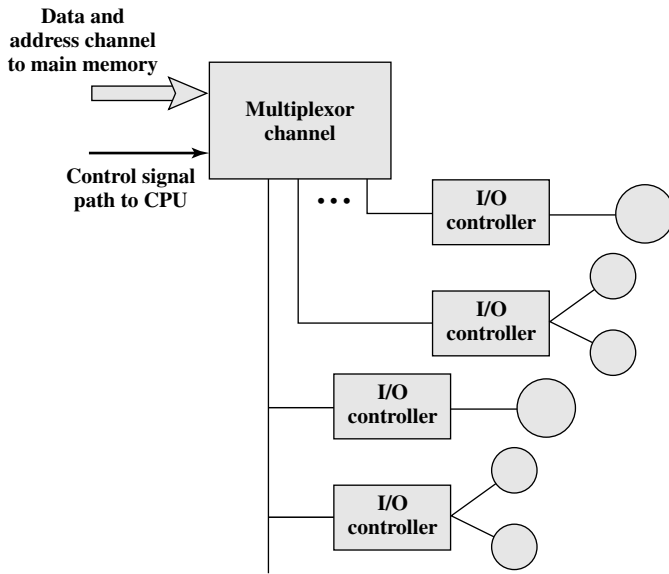 Data and
address channel
to main memory
Multiplexor
channel
Control signal
path to CPU
•••
I/O
controller
I/O
controller
I/O
controller
I/O
controller